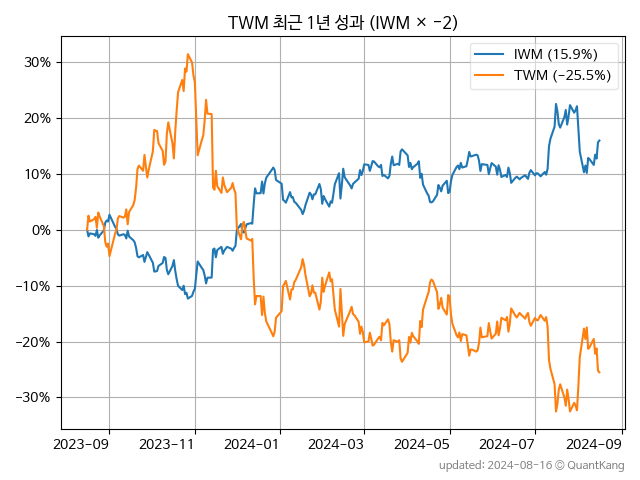 TWM 최근 1년 성과 (IWM × −2)
IWM (15.9%)
TWM (−25.5%)
30%
20%
10%
0%
−10%
−20%
−30%
2023-09 2023-11 2024-01 2024-03 2024-05 2024-07 2024-09
updated: 2024-08-16 © QuantKang